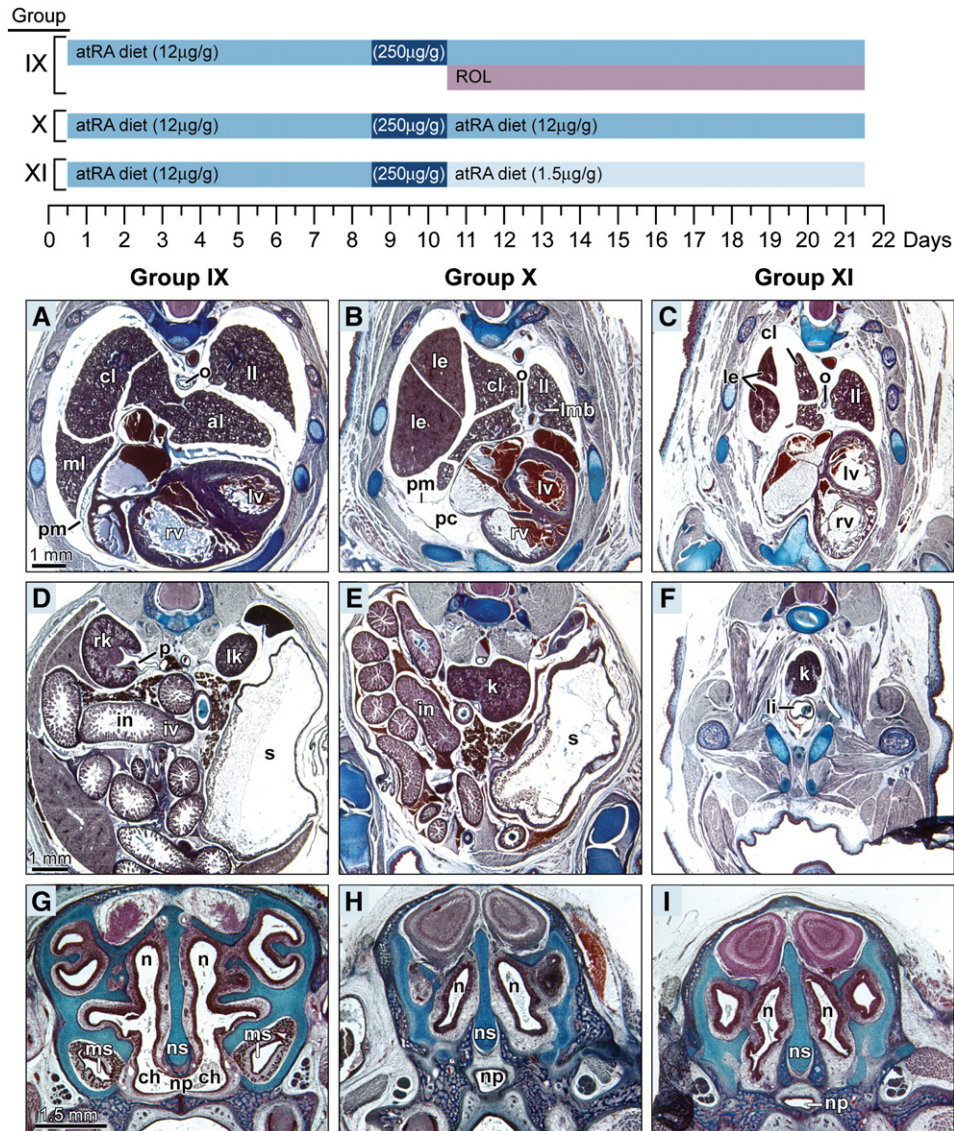 Group
IX
atRA diet (12μg/g)
(250μg/g)
ROL
X
atRA diet (12μg/g)
(250μg/g)
atRA diet (12μg/g)
XI
atRA diet (12μg/g)
(250μg/g)
atRA diet (1.5μg/g)
0 1 2 3 4 5 6 7 8 9 10 11 12 13 14 15 16 17 18 19 20 21 22 Days
Group IX
Group X
Group XI
A
cl
o
ll
al
ml
lv
pm
rv
1 mm
B
le
cl
o
ll
lmb
le
pm
lv
pc
rv
C
cl
le
o
ll
lv
rv
D
rk
p
lk
in
iv
s
1 mm
E
k
in
s
F
k
li
G
n
n
ms
ns
ms
ch
np
ch
1.5 mm
H
n
n
ns
np
I
n
n
ns
np